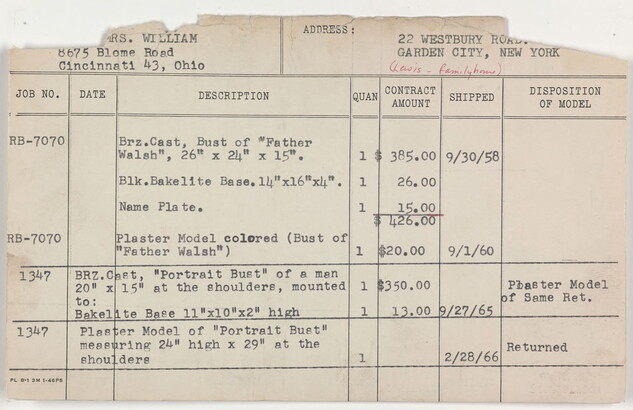 RS. WILLIAM
8675 Blome Road
Cincinnati 43, Ohio
ADDRESS:
22 WESTBURY ROAD.
GARDEN CITY, NEW YORK
(Lewis - Family home)
JOB NO. DATE DESCRIPTION QUAN CONTRACT AMOUNT SHIPPED DISPOSITION OF MODEL
RB-7070 Brz.Cast, Bust of "Father
Walsh", 26" x 24" x 15". 1 $ 385.00 9/30/58
Blk.Bakelite Base.14"x16"x4". 1 26.00
Name Plate. 1 15.00
$ 426.00
RB-7070 Plaster Model colored (Bust of
"Father Walsh") 1 $20.00 9/1/60
1347 BRZ.Cast, "Portrait Bust" of a man
20" x 15" at the shoulders, mounted 1 $350.00 Plaster Model
to: of Same Ret.
Bakelite Base 11"x10"x2" high 1 13.00 9/27/65
1347 Plaster Model of "Portrait Bust"
measuring 24" high x 29" at the Returned
shoulders 1 2/28/66